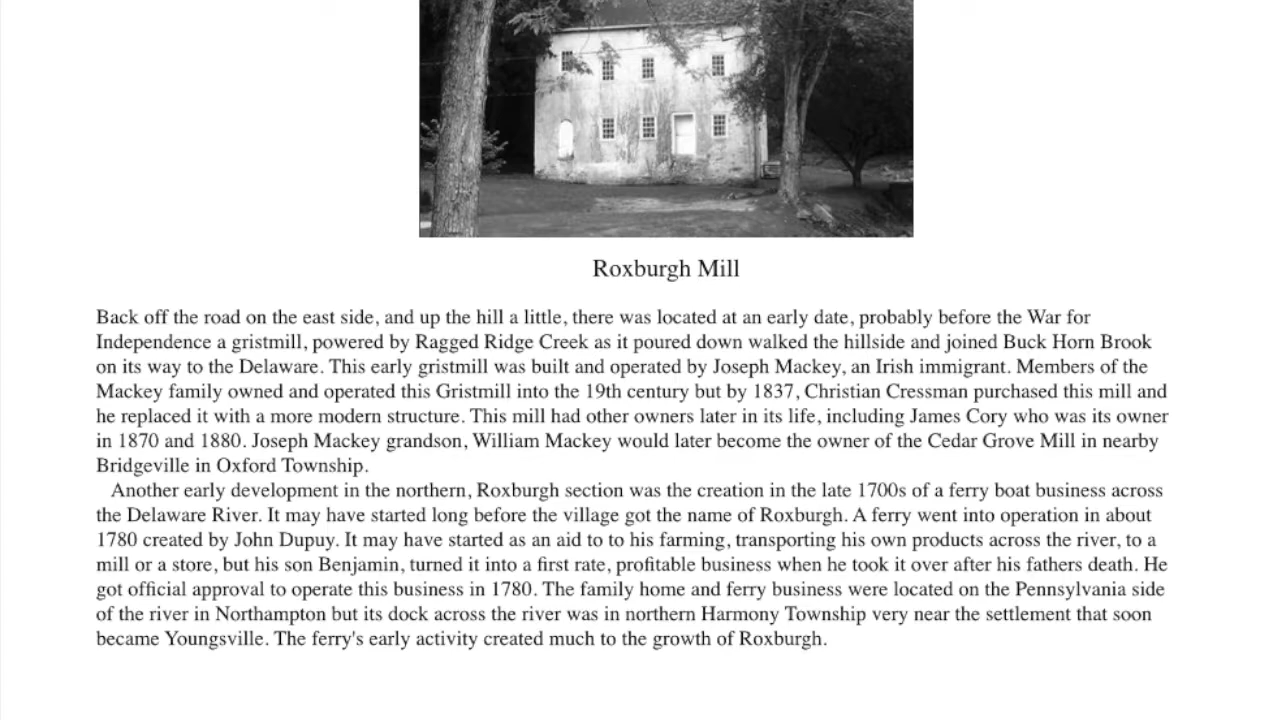 Roxburgh Mill
Back off the road on the east side, and up the hill a little, there was located at an early date, probably before the War for
Independence a gristmill, powered by Ragged Ridge Creek as it poured down walked the hillside and joined Buck Horn Brook
on its way to the Delaware. This early gristmill was built and operated by Joseph Mackey, an Irish immigrant. Members of the
Mackey family owned and operated this Gristmill into the 19th century but by 1837, Christian Cressman purchased this mill and
he replaced it with a more modern structure. This mill had other owners later in its life, including James Cory who was its owner
in 1870 and 1880. Joseph Mackey grandson, William Mackey would later become the owner of the Cedar Grove Mill in nearby
Bridgeville in Oxford Township.
Another early development in the northern, Roxburgh section was the creation in the late 1700s of a ferry boat business across
the Delaware River. It may have started long before the village got the name of Roxburgh. A ferry went into operation in about
1780 created by John Dupuy. It may have started as an aid to to his farming, transporting his own products across the river, to a
mill or a store, but his son Benjamin, turned it into a first rate, profitable business when he took it over after his fathers death. He
got official approval to operate this business in 1780. The family home and ferry business were located on the Pennsylvania side
of the river in Northampton but its dock across the river was in northern Harmony Township very near the settlement that soon
became Youngsville. The ferry's early activity created much to the growth of Roxburgh.